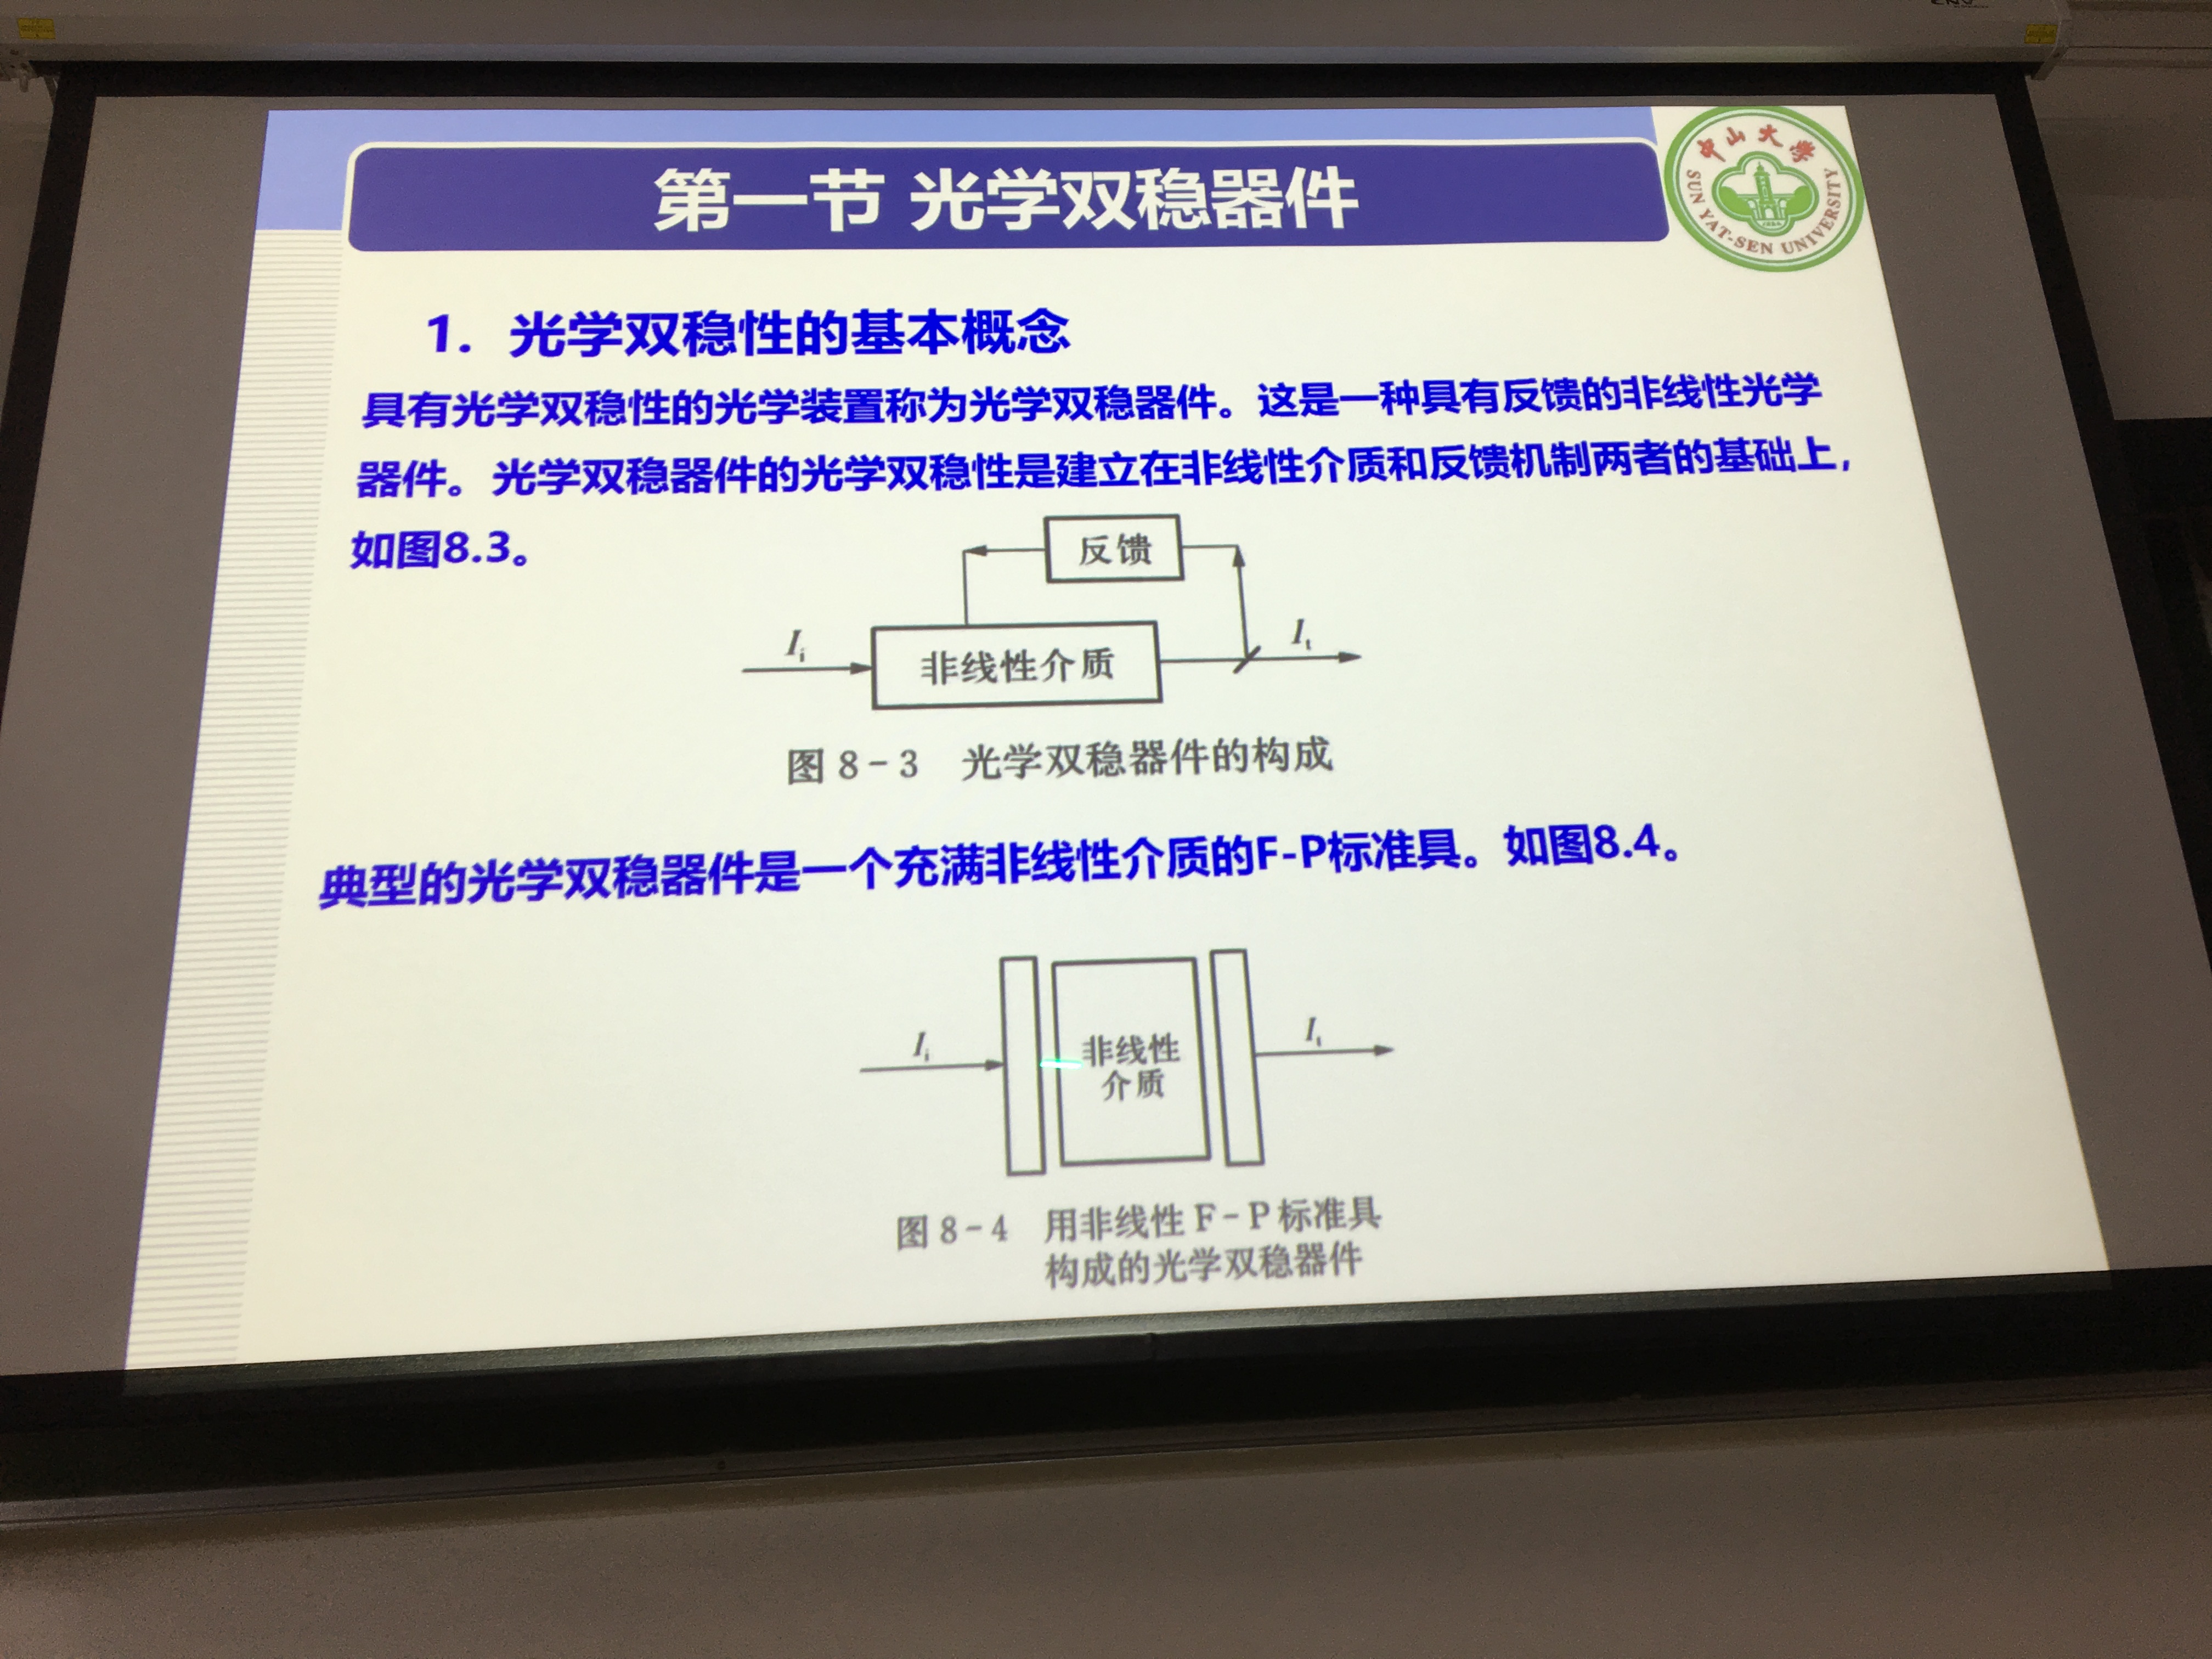 第一节 光学双稳器件
中山大学
SUN YAT-SEN UNIVERSITY
1. 光学双稳性的基本概念
具有光学双稳性的光学装置称为光学双稳器件。这是一种具有反馈的非线性光学
器件。光学双稳器件的光学双稳性是建立在非线性介质和反馈机制两者的基础上,
如图8.3。
反馈
Ii
非线性介质
It
图 8-3 光学双稳器件的构成
典型的光学双稳器件是一个充满非线性介质的F-P标准具。如图8.4。
Ii
非线性
介质
It
图 8-4 用非线性 F-P 标准具
构成的光学双稳器件